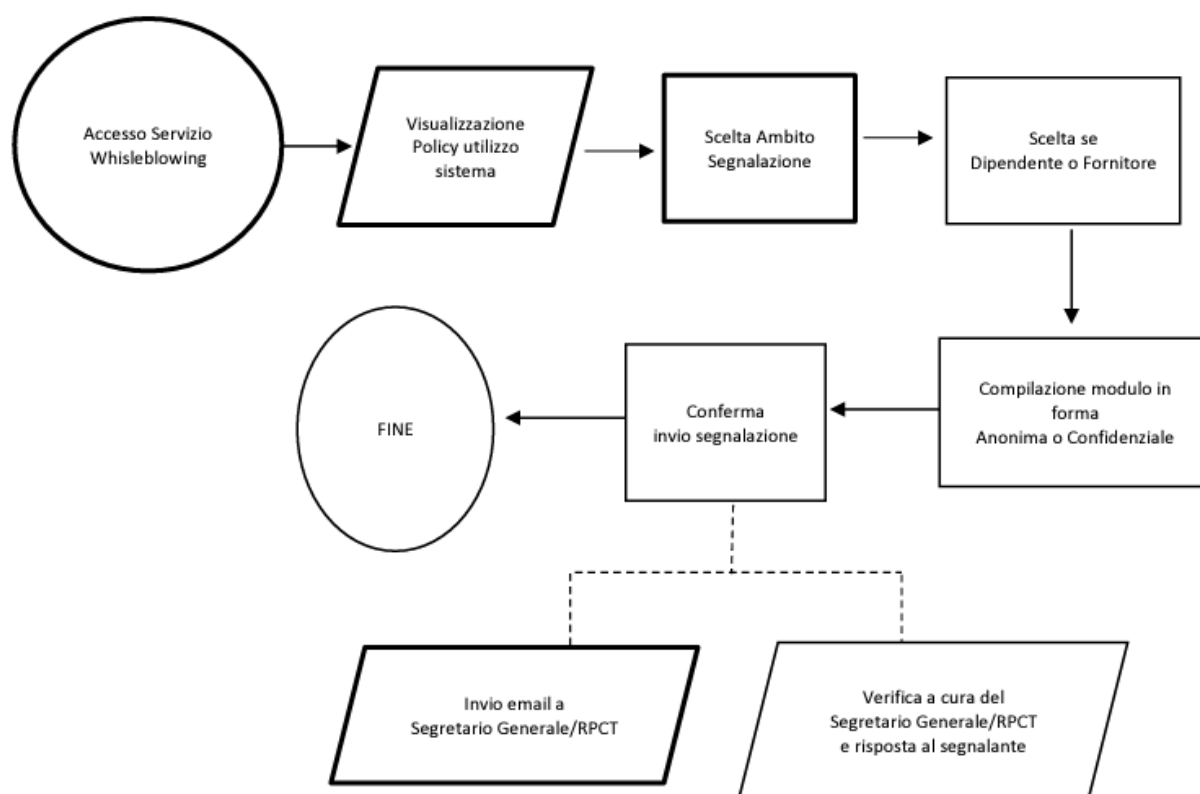 Accesso Servizio
Whisleblowing
Visualizzazione
Policy utilizzo
sistema
Scelta Ambito
Segnalazione
Scelta se
Dipendente o Fornitore
Compilazione modulo in
forma
Anonima o Confidenziale
Conferma
invio segnalazione
FINE
Invio email a
Segretario Generale/RPCT
Verifica a cura del
Segretario Generale/RPCT
e risposta al segnalante